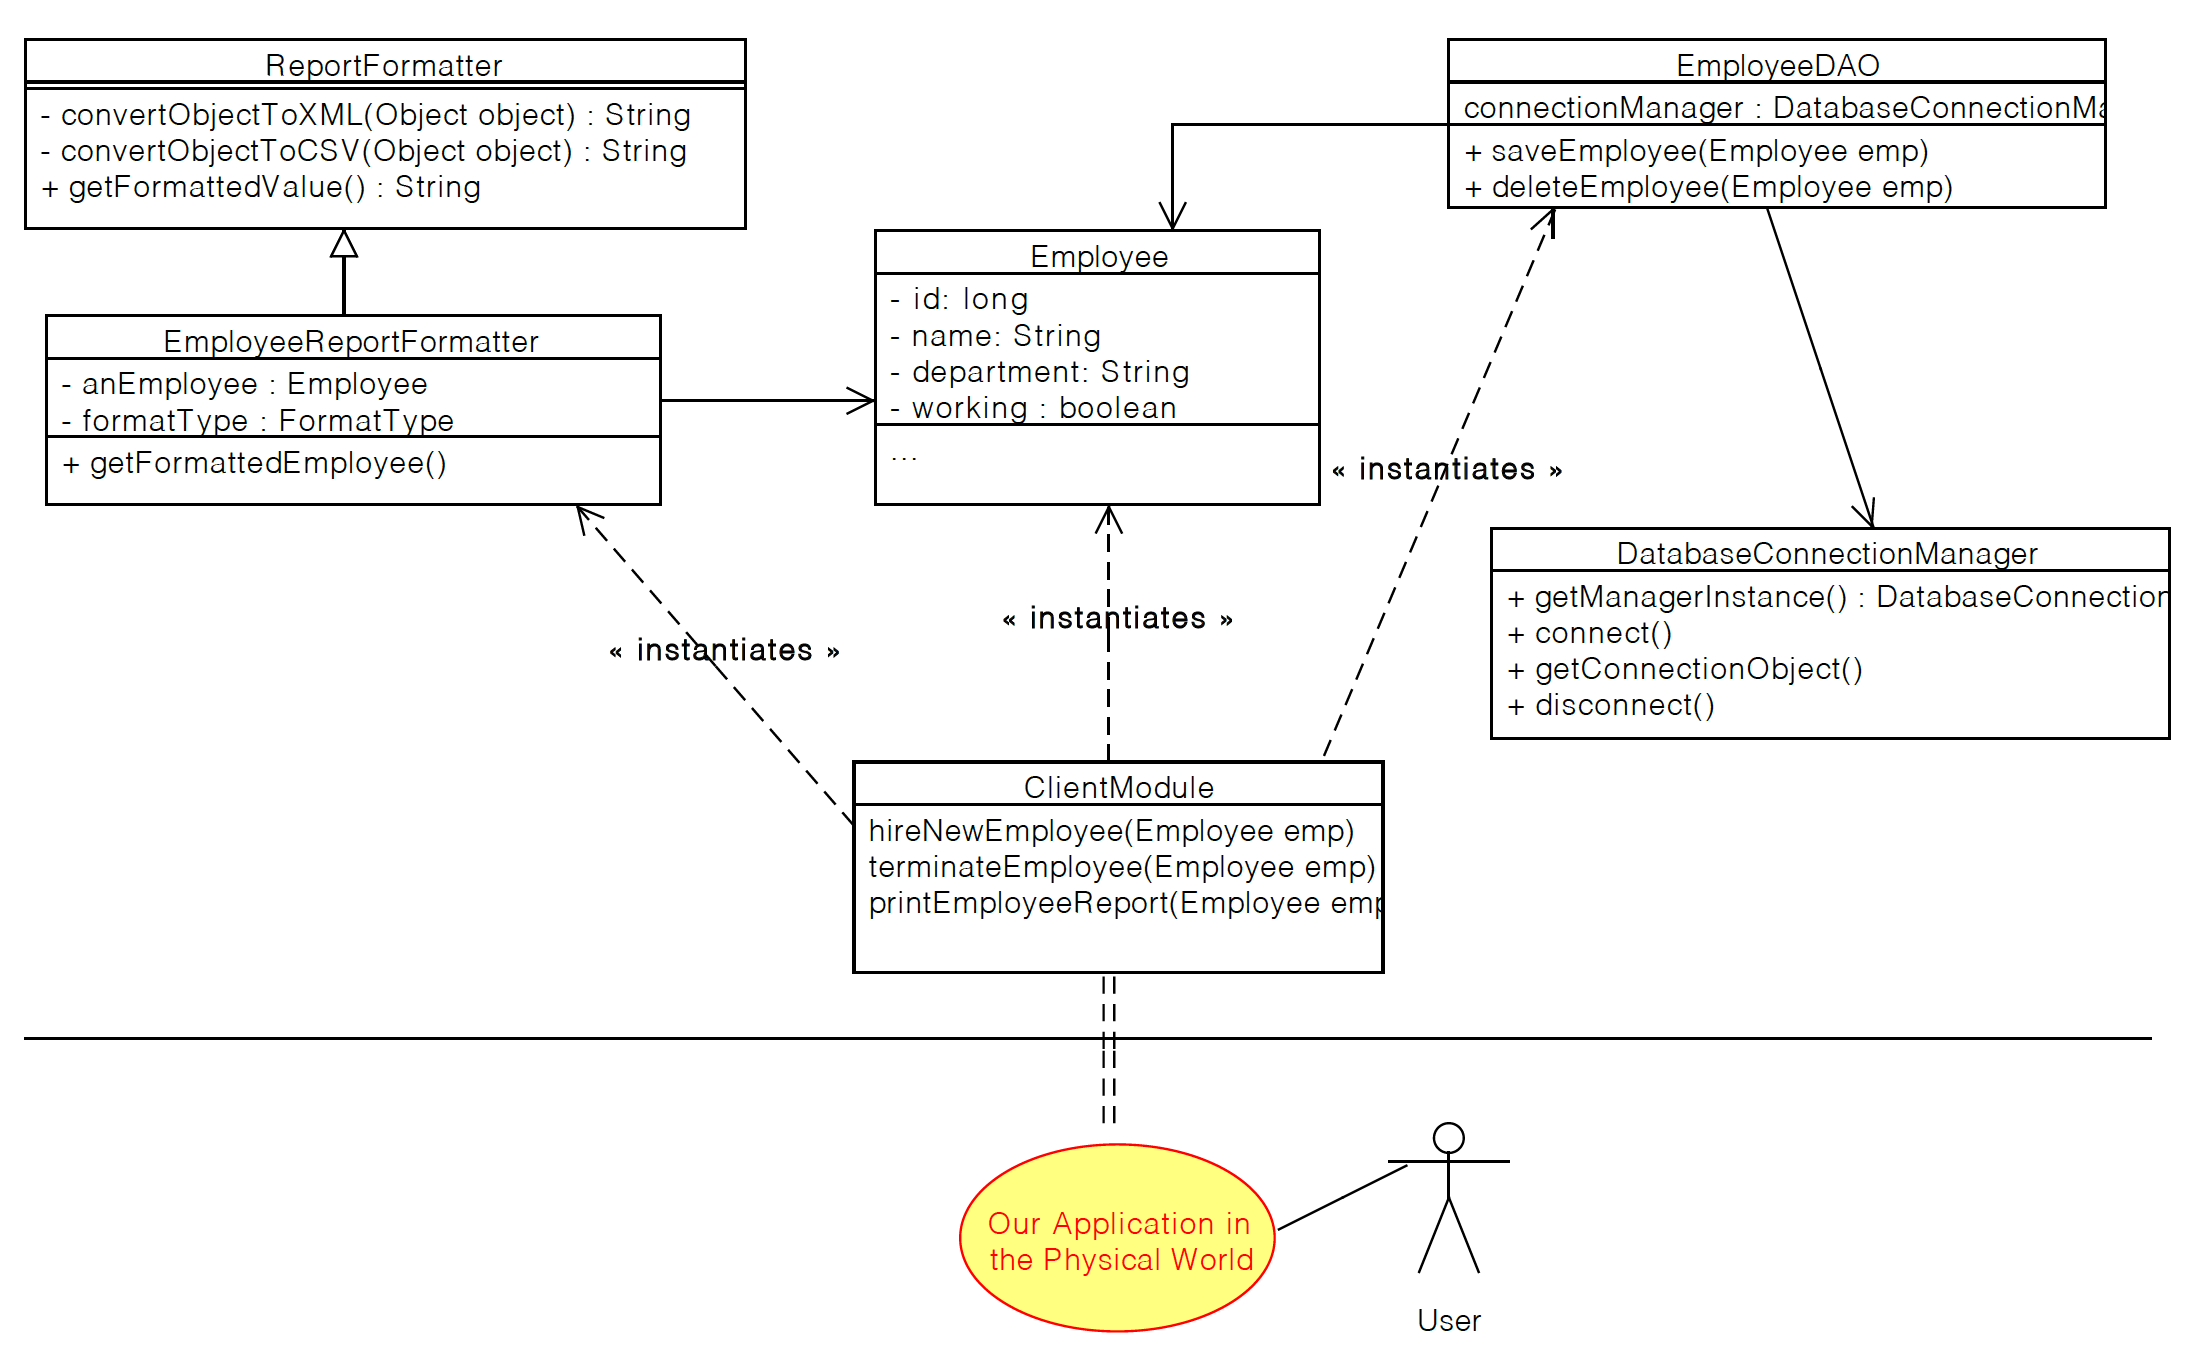 ReportFormatter
- convertObjectToXML(Object object) : String
- convertObjectToCSV(Object object) : String
+ getFormattedValue() : String
EmployeeReportFormatter
- anEmployee : Employee
- formatType : FormatType
+ getFormattedEmployee()
Employee
- id: long
- name: String
- department: String
- working : boolean
...
EmployeeDAO
connectionManager : DatabaseConnectionMa
+ saveEmployee(Employee emp)
+ deleteEmployee(Employee emp)
DatabaseConnectionManager
+ getManagerInstance() : DatabaseConnection
+ connect()
+ getConnectionObject()
+ disconnect()
« instantiates »
« instantiates »
« instantiates »
ClientModule
hireNewEmployee(Employee emp)
terminateEmployee(Employee emp)
printEmployeeReport(Employee emp
Our Application in
the Physical World
User